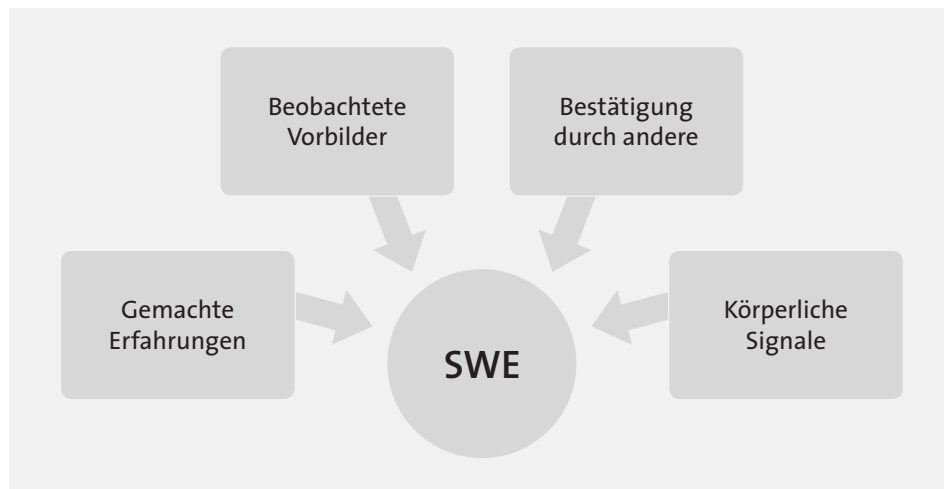 Beobachtete
Vorbilder
Bestätigung
durch andere
Gemachte
Erfahrungen
Körperliche
Signale
SWE